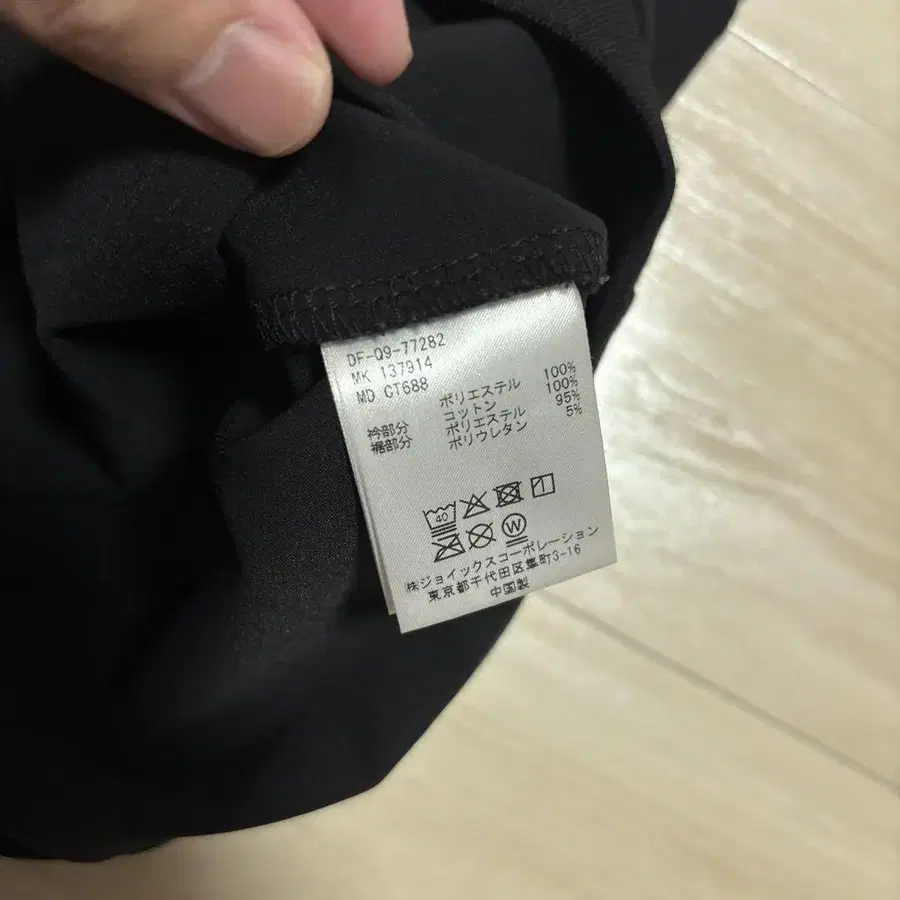 DF-Q9-77282
MK 137914
MD CT688
ポリエステル 100%
衿部分 コットン 100%
裾部分 ポリエステル 95%
ポリウレタン 5%
40
W
㈱ジョイックスコーポレーション
東京都千代田区隼町3-16
中国製